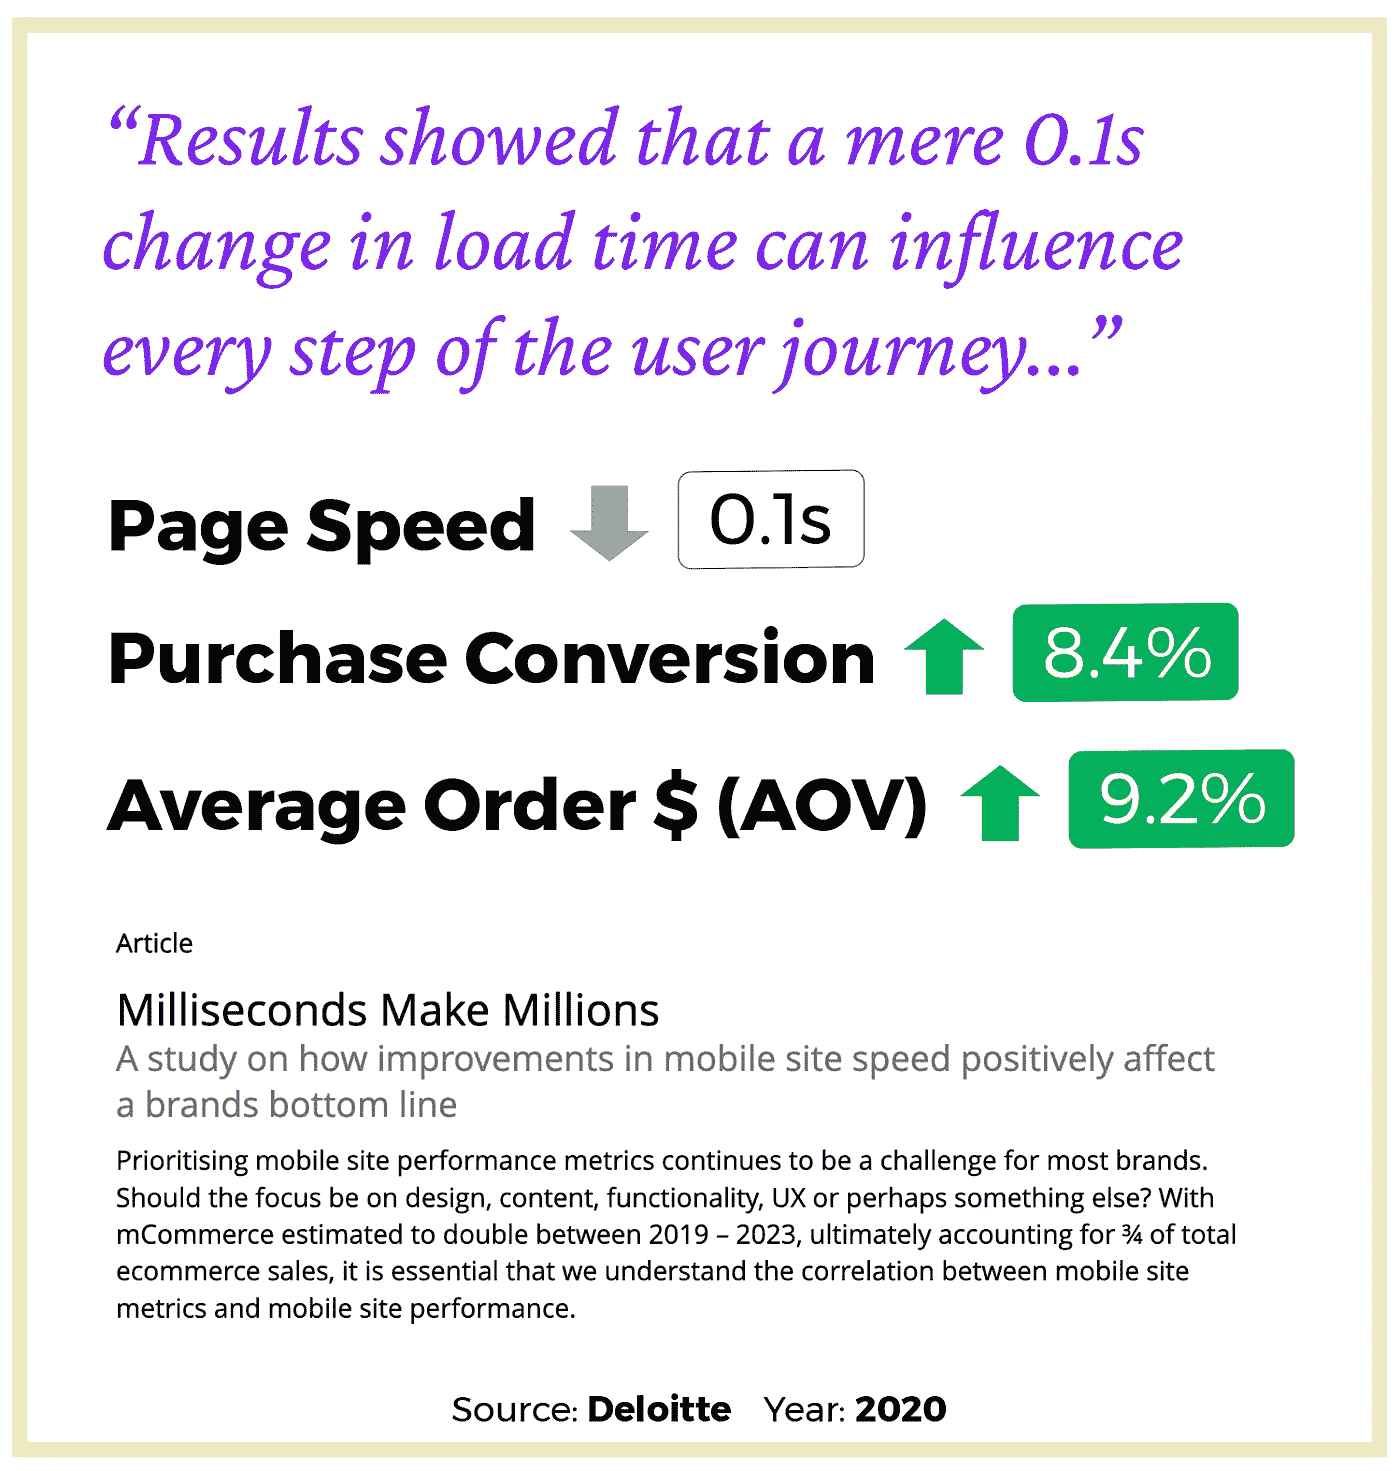 “Results showed that a mere 0.1s
change in load time can influence
every step of the user journey...”
Page Speed 0.1s
Purchase Conversion 8.4%
Average Order $ (AOV) 9.2%
Article
Milliseconds Make Millions
A study on how improvements in mobile site speed positively affect
a brands bottom line
Prioritising mobile site performance metrics continues to be a challenge for most brands.
Should the focus be on design, content, functionality, UX or perhaps something else? With
mCommerce estimated to double between 2019 – 2023, ultimately accounting for ¾ of total
ecommerce sales, it is essential that we understand the correlation between mobile site
metrics and mobile site performance.
Source: Deloitte Year: 2020